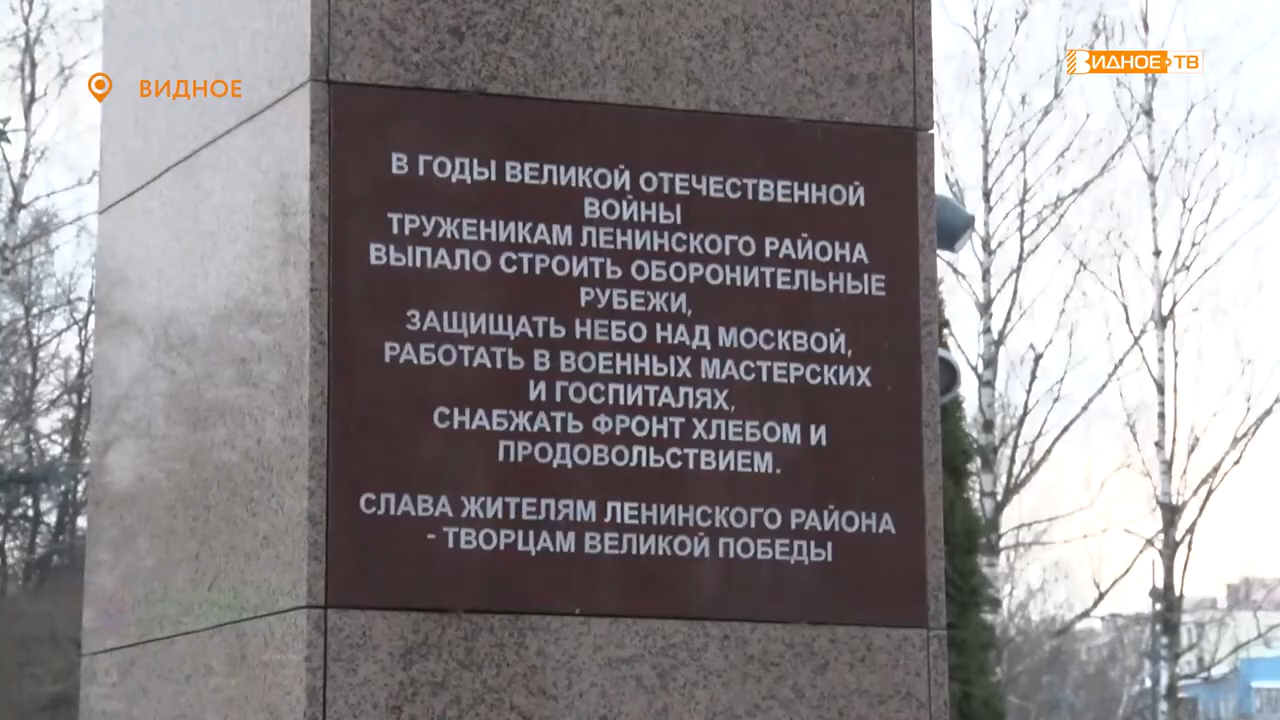 ВИДНОЕ
ВИДНОЕ ТВ
В ГОДЫ ВЕЛИКОЙ ОТЕЧЕСТВЕННОЙ
ВОЙНЫ
ТРУЖЕНИКАМ ЛЕНИНСКОГО РАЙОНА
ВЫПАЛО СТРОИТЬ ОБОРОНИТЕЛЬНЫЕ
РУБЕЖИ,
ЗАЩИЩАТЬ НЕБО НАД МОСКВОЙ,
РАБОТАТЬ В ВОЕННЫХ МАСТЕРСКИХ
И ГОСПИТАЛЯХ,
СНАБЖАТЬ ФРОНТ ХЛЕБОМ И
ПРОДОВОЛЬСТВИЕМ.
СЛАВА ЖИТЕЛЯМ ЛЕНИНСКОГО РАЙОНА
- ТВОРЦАМ ВЕЛИКОЙ ПОБЕДЫ